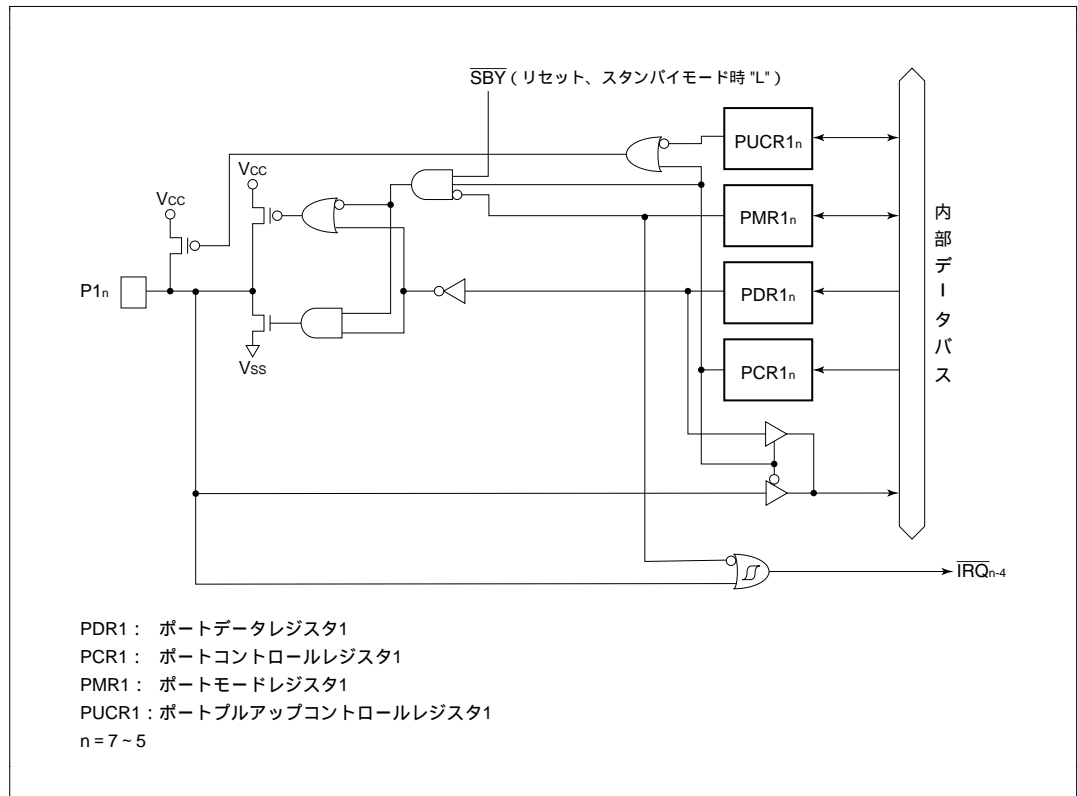 SBY（リセット、スタンバイモード時 "L"）
PUCR1n
VCC
VCC
PMR1n
内部データバス
P1n
PDR1n
VSS
PCR1n
IRQn-4
PDR1： ポートデータレジスタ1
PCR1： ポートコントロールレジスタ1
PMR1： ポートモードレジスタ1
PUCR1：ポートプルアップコントロールレジスタ1
n = 7 ~ 5